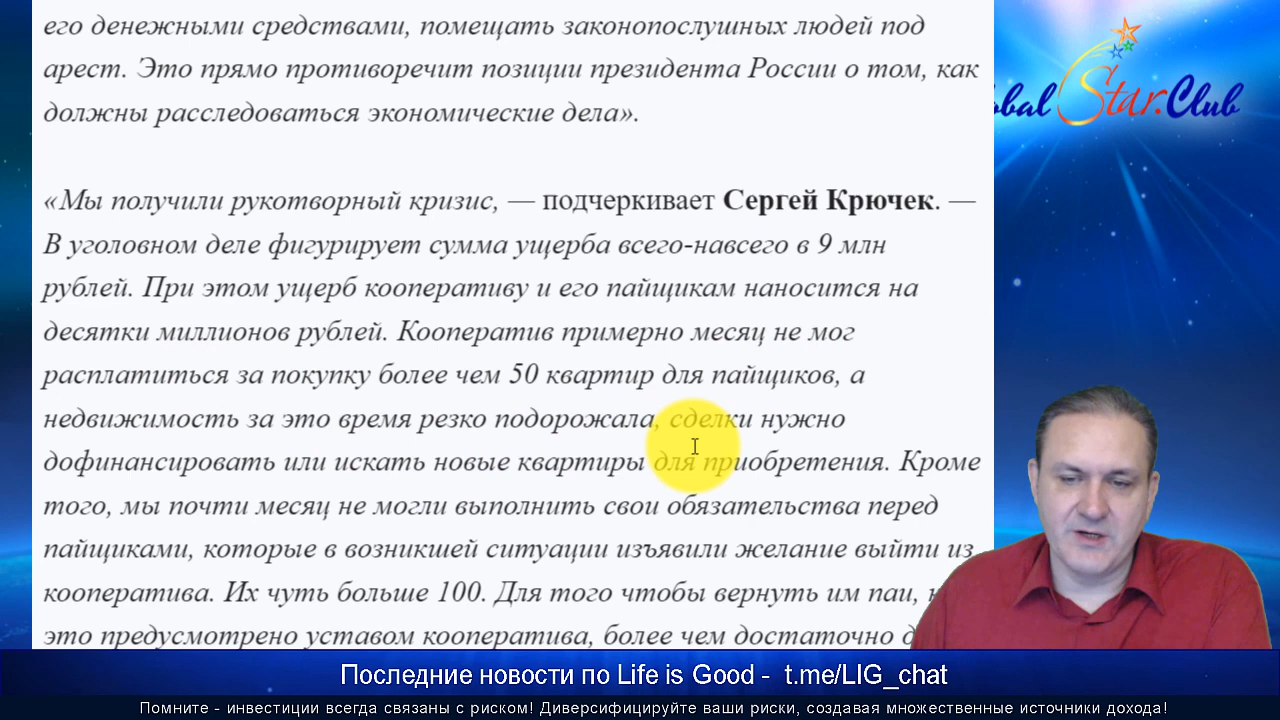 его денежными средствами, помещать законопослушных людей под
арест. Это прямо противоречит позиции президента России о том, как
должны расследоваться экономические дела».
«Мы получили рукотворный кризис, — подчеркивает Сергей Крючек. —
В уголовном деле фигурирует сумма ущерба всего-навсего в 9 млн
рублей. При этом ущерб кооперативу и его пайщикам наносится на
десятки миллионов рублей. Кооператив примерно месяц не мог
расплатиться за покупку более чем 50 квартир для пайщиков, а
недвижимость за это время резко подорожала, сделки нужно
дофинансировать или искать новые квартиры для приобретения. Кроме
того, мы почти месяц не могли выполнить свои обязательства перед
пайщиками, которые в возникшей ситуации изъявили желание выйти из
кооператива. Их чуть больше 100. Для того чтобы вернуть им паи,
это предусмотрено уставом кооператива, более чем достаточно
obal Star.Club
Последние новости по Life is Good - t.me/LIG_chat
Помните - инвестиции всегда связаны с риском! Диверсифицируйте ваши риски, создавая множественные источники дохода!